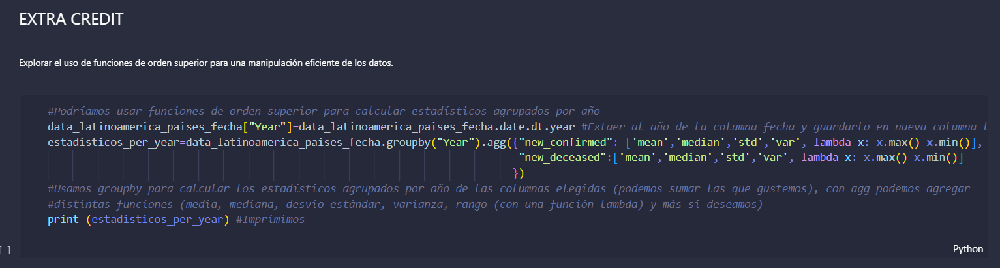 EXTRA CREDIT
Explorar el uso de funciones de orden superior para una manipulación eficiente de los datos.
#Podríamos usar funciones de orden superior para calcular estadísticos agrupados por año
data_latinoamerica_paises_fecha["Year"]=data_latinoamerica_paises_fecha.date.dt.year #Extaer al año de la columna fecha y guardarlo en nueva columna l
estadisticos_per_year=data_latinoamerica_paises_fecha.groupby("Year").agg({"new_confirmed": ['mean','median','std','var', lambda x: x.max()-x.min()],
"new_deceased":['mean','median','std','var', lambda x: x.max()-x.min()]
})
#Usamos groupby para calcular los estadísticos agrupados por año de las columnas elegidas (podemos sumar las que gustemos), con agg podemos agregar
#distintas funciones (media, mediana, desvío estándar, varianza, rango (con una función lambda) y más si deseamos)
print (estadisticos_per_year) #Imprimimos
[ ]
Python